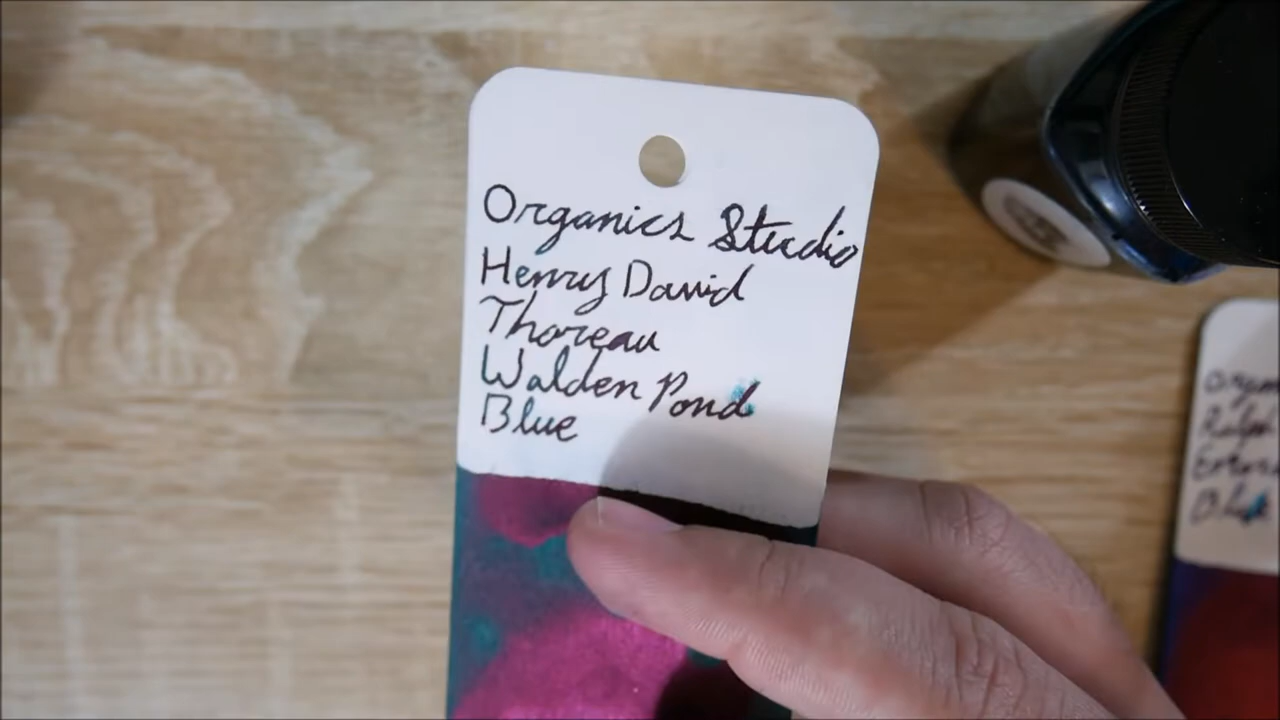 Organics Studio
Henry David
Thoreau
Walden Pond
Blue